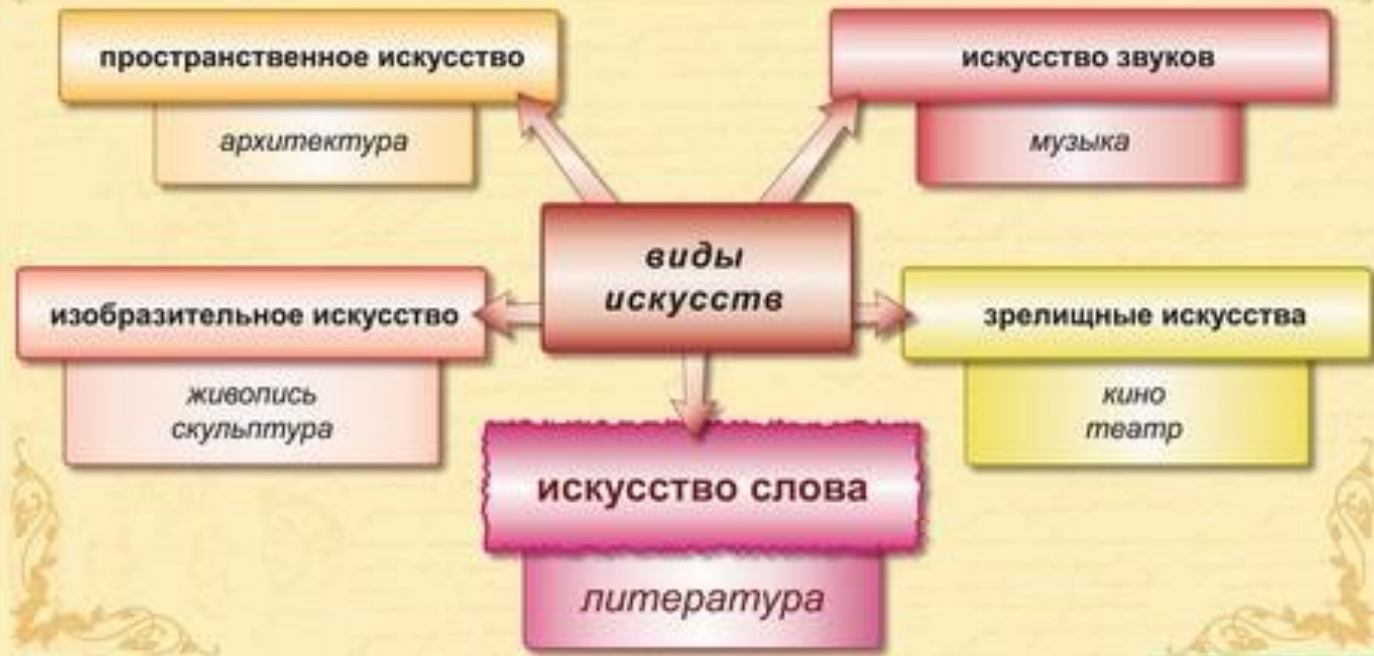 пространственное искусство
архитектура
искусство звуков
музыка
виды
искусств
изобразительное искусство
живопись
скульптура
зрелищные искусства
кино
театр
искусство слова
литература